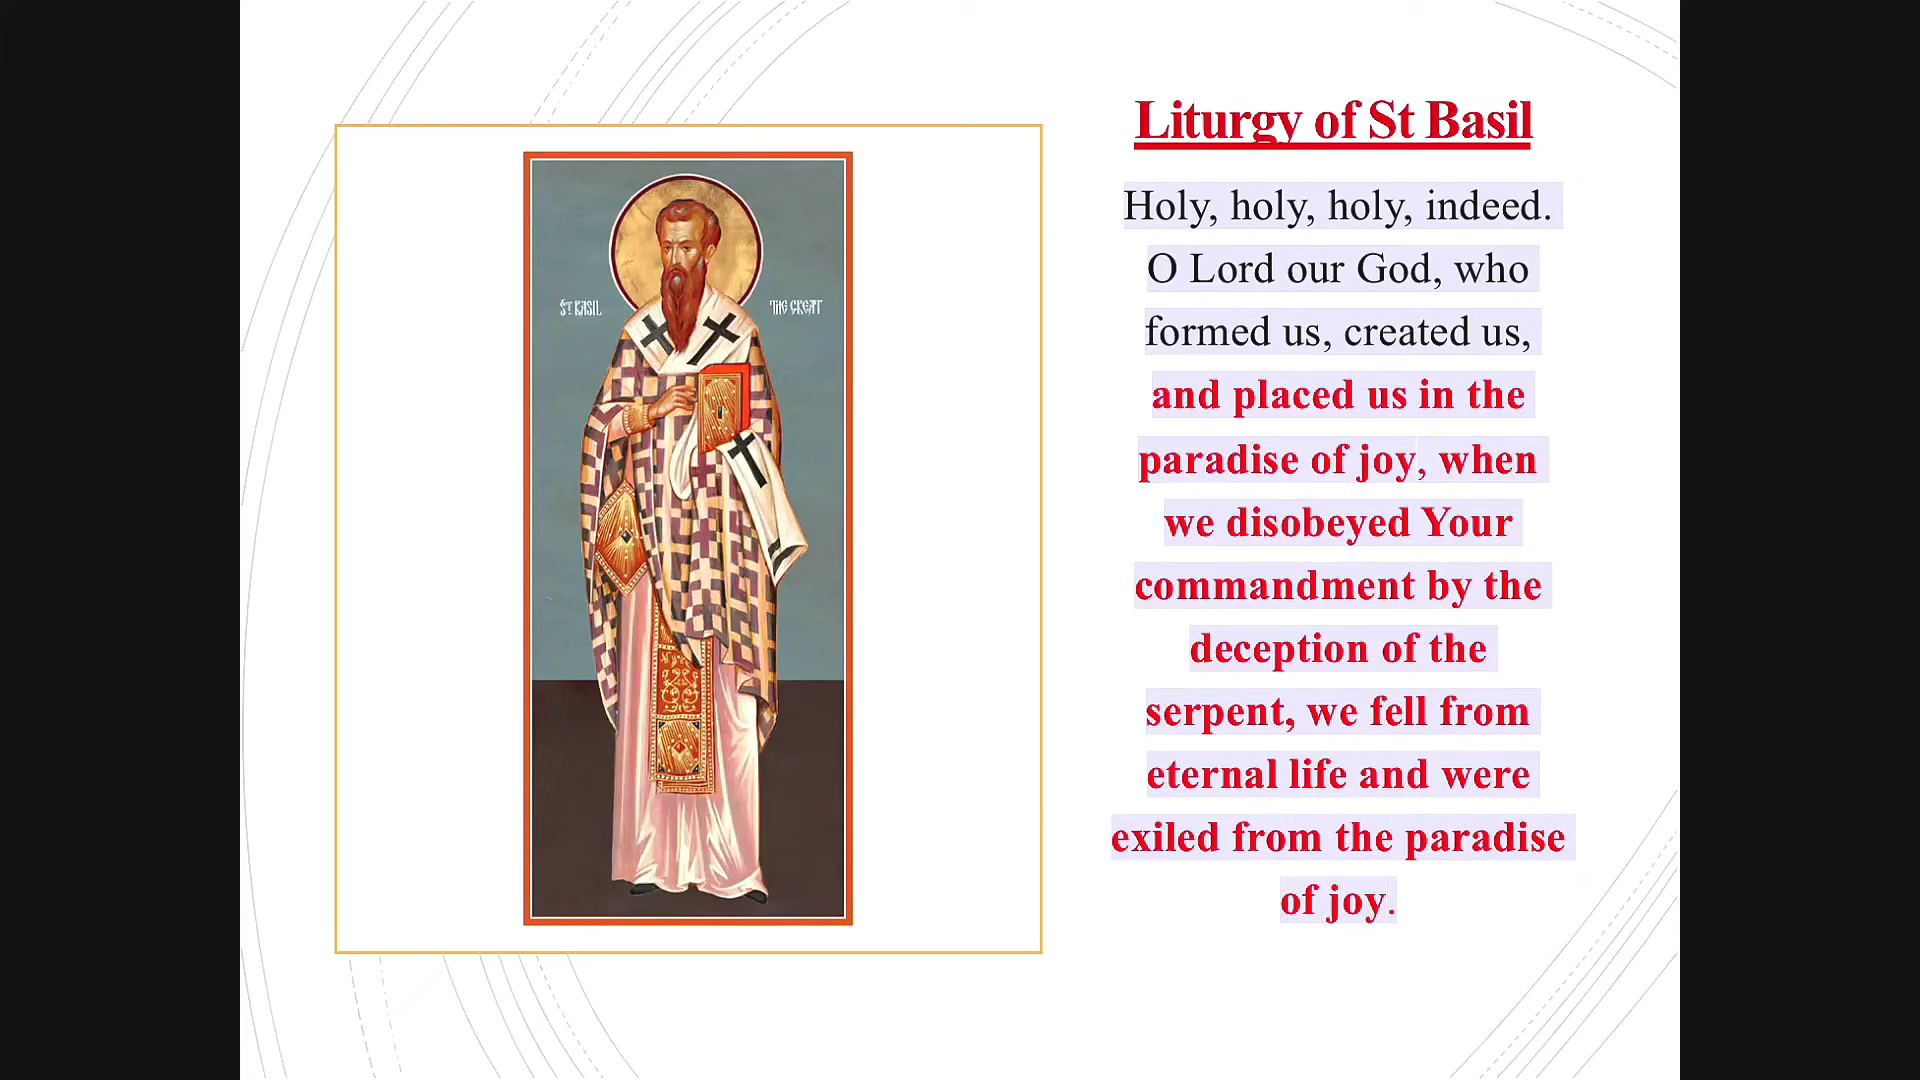 Liturgy of St Basil
Holy, holy, holy, indeed.
O Lord our God, who
formed us, created us,
and placed us in the
paradise of joy, when
we disobeyed Your
commandment by the
deception of the
serpent, we fell from
eternal life and were
exiled from the paradise
of joy.
ST BASIL
THE GREAT